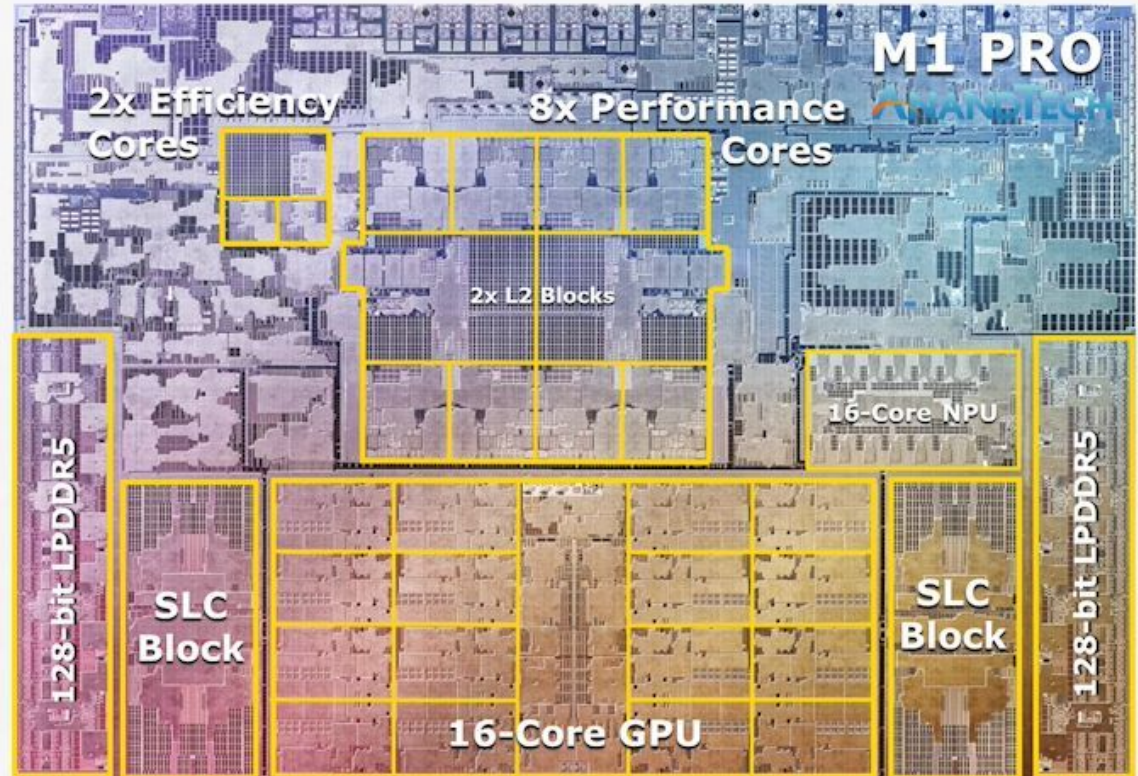 M1 PRO
ANANDTECH
2x Efficiency
Cores
8x Performance
Cores
2x L2 Blocks
16-Core NPU
128-bit LPDDR5
SLC
Block
16-Core GPU
SLC
Block
128-bit LPDDR5